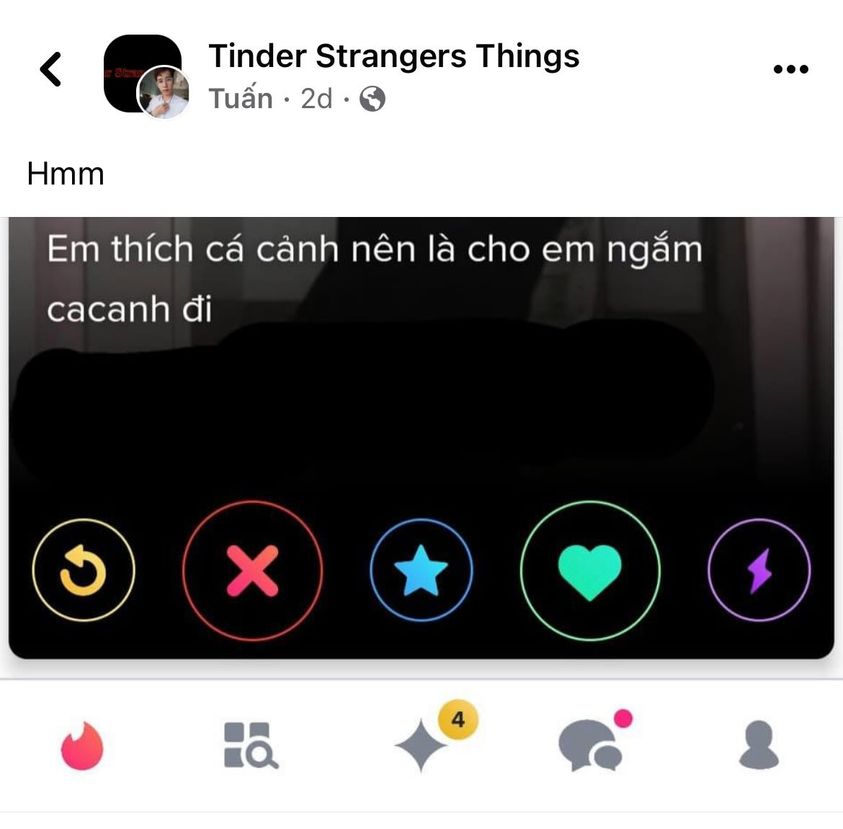 Tinder Strangers Things
Tuấn · 2d ·
Hmm
Em thích cá cảnh nên là cho em ngắm
cacanh đi
4